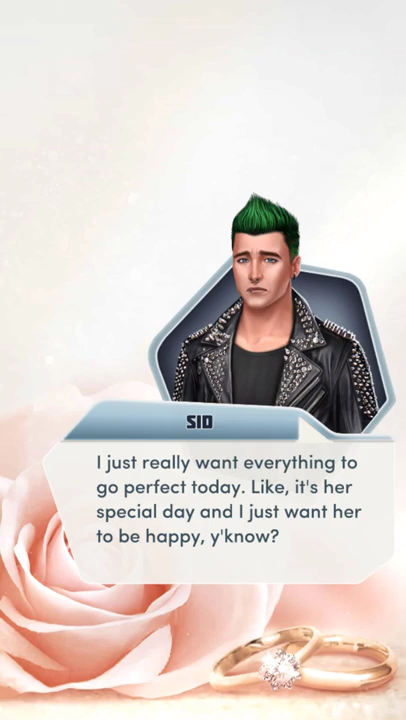 SID
I just really want everything to
go perfect today. Like, it's her
special day and I just want her
to be happy, y'know?